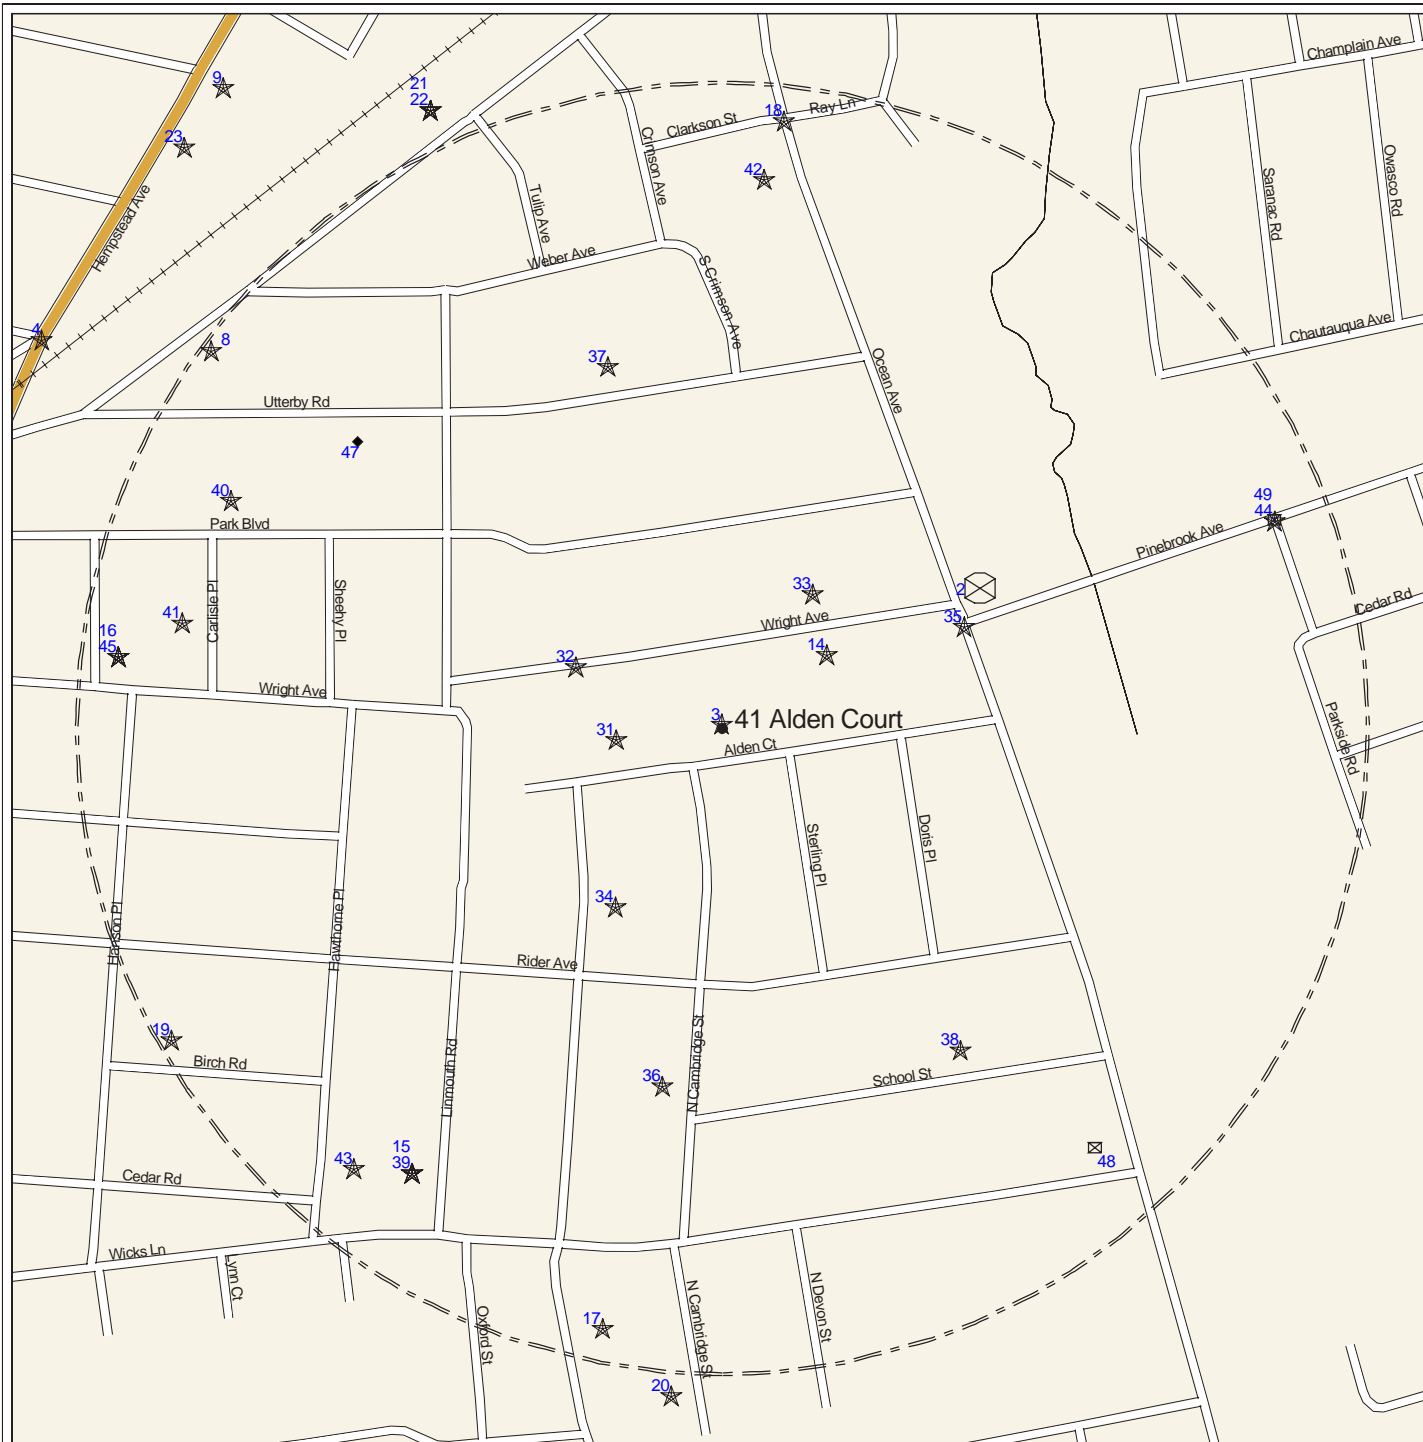 Champlain Ave
9
21
22
18
Ray Ln
Clarkson St
23
Crimson Ave
Owasco Rd
42
Saranac Rd
Tulip Ave
Hempstead Ave
Weber Ave
S Crimson Ave
4
8
Chautauqua Ave
37
Ocean Ave
Utterby Rd
47
40
49
44
Park Blvd
Pinebrook Ave
33
2
Carlisle Pl
Sheehy Pl
41
Cedar Rd
16
45
Wright Ave
35
32
14
Wright Ave
3
41 Alden Court
31
Alden Ct
Parkside Rd
Sterling Pl
Doris Pl
34
Hanson Pl
Hawthorne Pl
Rider Ave
19
38
Birch Rd
Linmouth Rd
N Cambridge St
36
School St
15
43
39
48
Cedar Rd
Wicks Ln
Lynn Ct
Oxford St
17
N Cambridge St
N Devon St
20